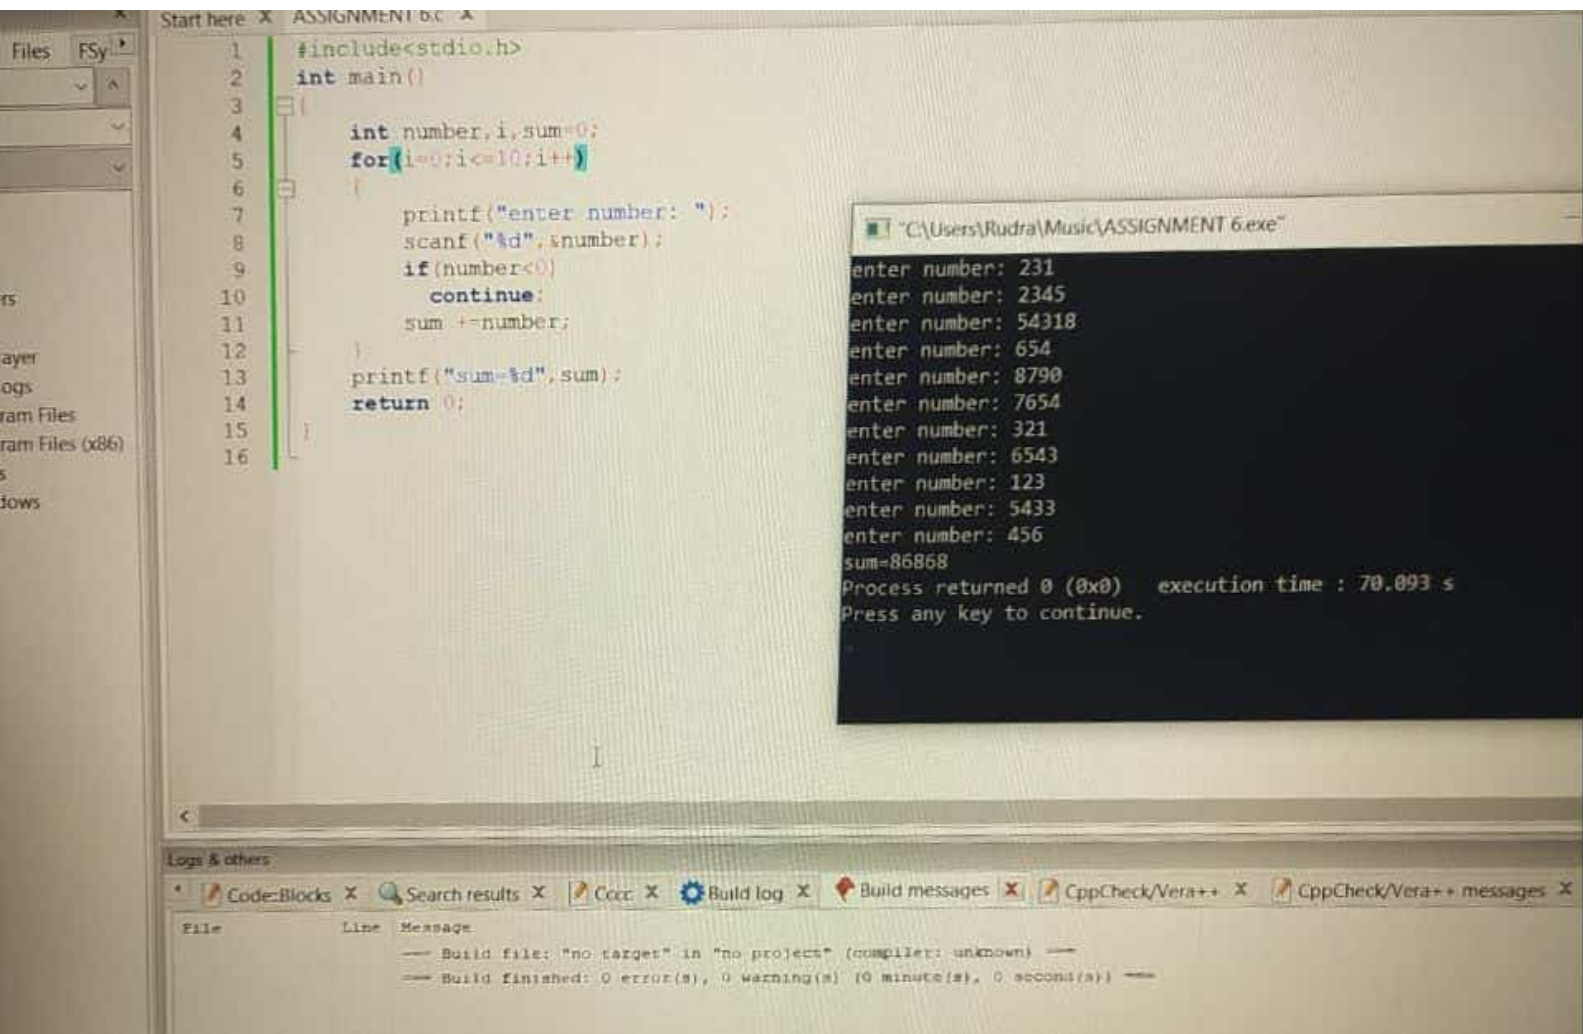 Start here X ASSIGNMENT 6.c X
Files FSy
1 #include<stdio.h>
2 int main()
3 {
4 int number,i,sum=0;
5 for(i=0;i<=10;i++)
6 {
7 printf("enter number: ");
8 scanf("%d",&number);
9 if(number<0)
10 continue;
11 sum +=number;
12 }
13 printf("sum=%d",sum);
14 return 0;
15 }
16
rs
ayer
ogs
ram Files
ram Files (x86)
s
dows
"C:\Users\Rudra\Music\ASSIGNMENT 6.exe"
enter number: 231
enter number: 2345
enter number: 54318
enter number: 654
enter number: 8790
enter number: 7654
enter number: 321
enter number: 6543
enter number: 123
enter number: 5433
enter number: 456
sum=86868
Process returned 0 (0x0) execution time : 70.093 s
Press any key to continue.
Logs & others
Code::Blocks X Search results X Cccc X Build log X Build messages X CppCheck/Vera++ X CppCheck/Vera++ messages X
File Line Message
=== Build file: "no target" in "no project" (compiler: unknown) ===
=== Build finished: 0 error(s), 0 warning(s) (0 minute(s), 0 second(s)) ===